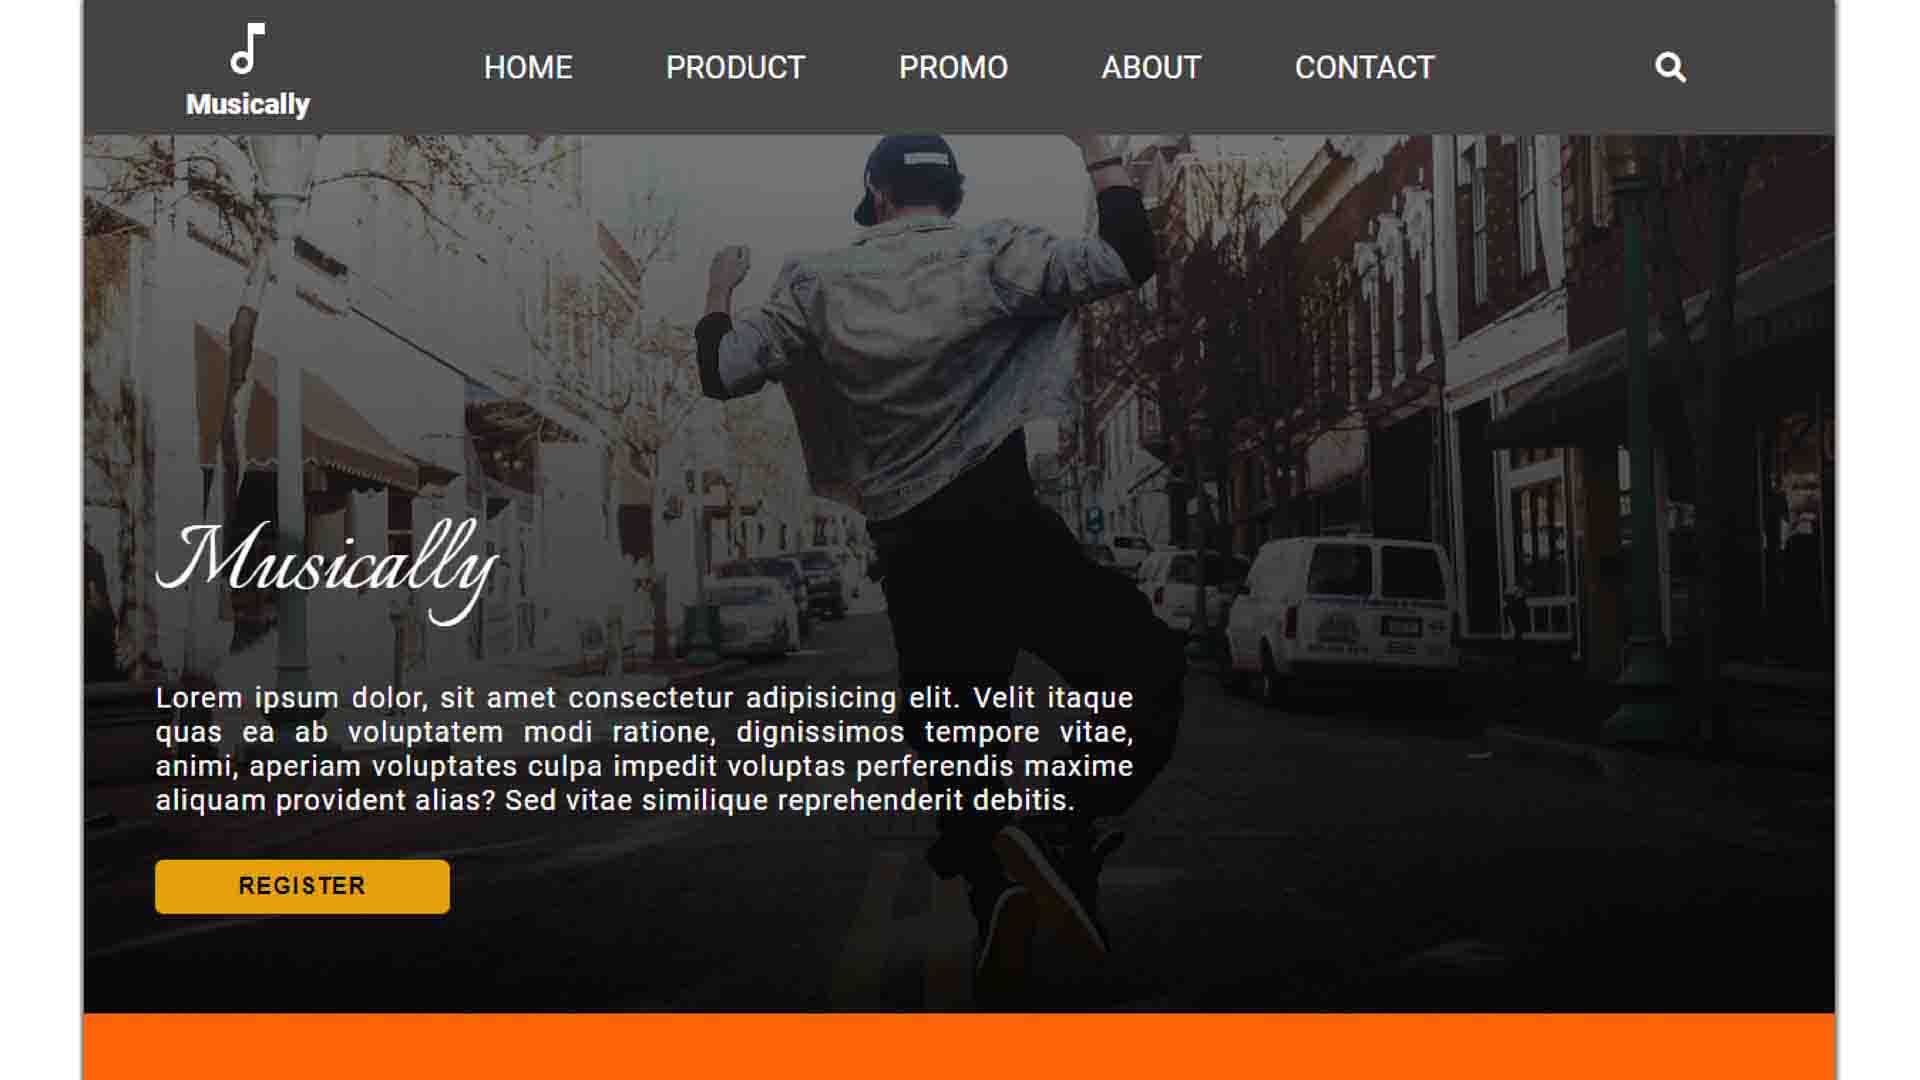 Musically
HOME PRODUCT PROMO ABOUT CONTACT
Musically
Lorem ipsum dolor, sit amet consectetur adipisicing elit. Velit itaque
quas ea ab voluptatem modi ratione, dignissimos tempore vitae,
animi, aperiam voluptates culpa impedit voluptas perferendis maxime
aliquam provident alias? Sed vitae similique reprehenderit debitis.
REGISTER